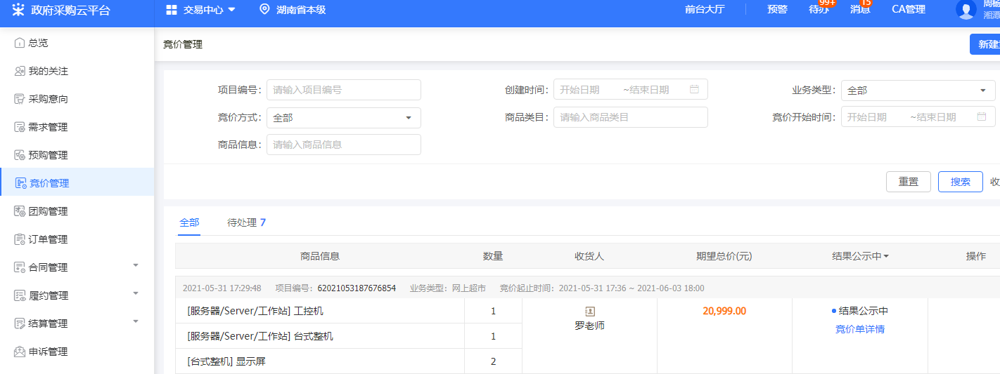 政府采购云平台 交易中心 湖南省本级 前台大厅 预警 待办 99+ 消息 15 CA管理
总览
我的关注
采购意向
需求管理
预购管理
竞价管理
团购管理
订单管理
合同管理
履约管理
结算管理
申诉管理
竞价管理 新建
项目编号: 请输入项目编号 创建时间: 开始日期 ~结束日期 业务类型: 全部
竞价方式: 全部 商品类目: 请输入商品类目 竞价开始时间: 开始日期 ~结束日期
商品信息: 请输入商品信息
重置 搜索 收
全部 待处理 7
商品信息 数量 收货人 期望总价(元) 结果公示中 操作
2021-05-31 17:29:48 项目编号: 62021053187676854 业务类型: 网上超市 竞价起止时间: 2021-05-31 17:36 ~ 2021-06-03 18:00
[服务器/Server/工作站] 工控机 1 20,999.00 结果公示中
罗老师 竞价单详情
[服务器/Server/工作站] 台式整机 1
[台式整机] 显示屏 2